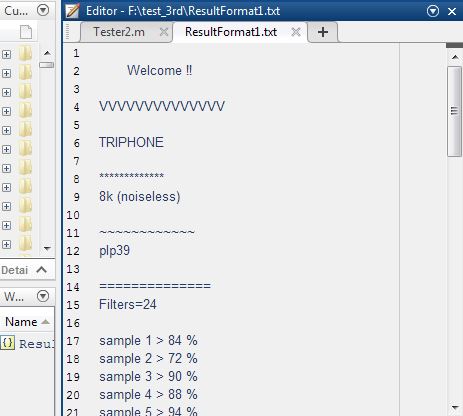 Cu...
Editor - F:\test_3rd\ResultFormat1.txt
Tester2.m
ResultFormat1.txt
1
2 Welcome !!
3
4 VVVVVVVVVVVVVVV
5
6 TRIPHONE
7
8 *************
9 8k (noiseless)
10
11 ~~~~~~~~~~~~
12 plp39
13
14 ==============
15 Filters=24
16
17 sample 1 > 84 %
18 sample 2 > 72 %
19 sample 3 > 90 %
20 sample 4 > 88 %
21 sample 5 > 94 %
Detai
W...
Name
Resu